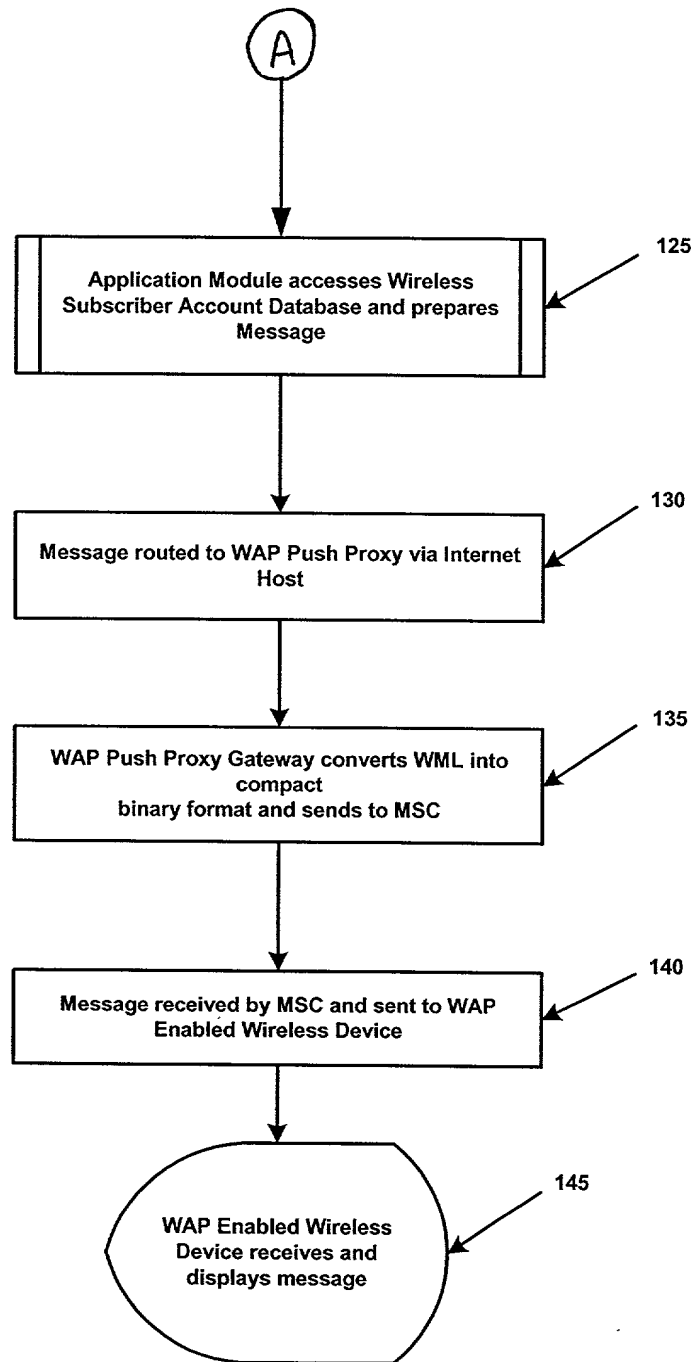 A
125
Application Module accesses Wireless
Subscriber Account Database and prepares
Message
130
Message routed to WAP Push Proxy via Internet
Host
135
WAP Push Proxy Gateway converts WML into
compact
binary format and sends to MSC
140
Message received by MSC and sent to WAP
Enabled Wireless Device
145
WAP Enabled Wireless
Device receives and
displays message